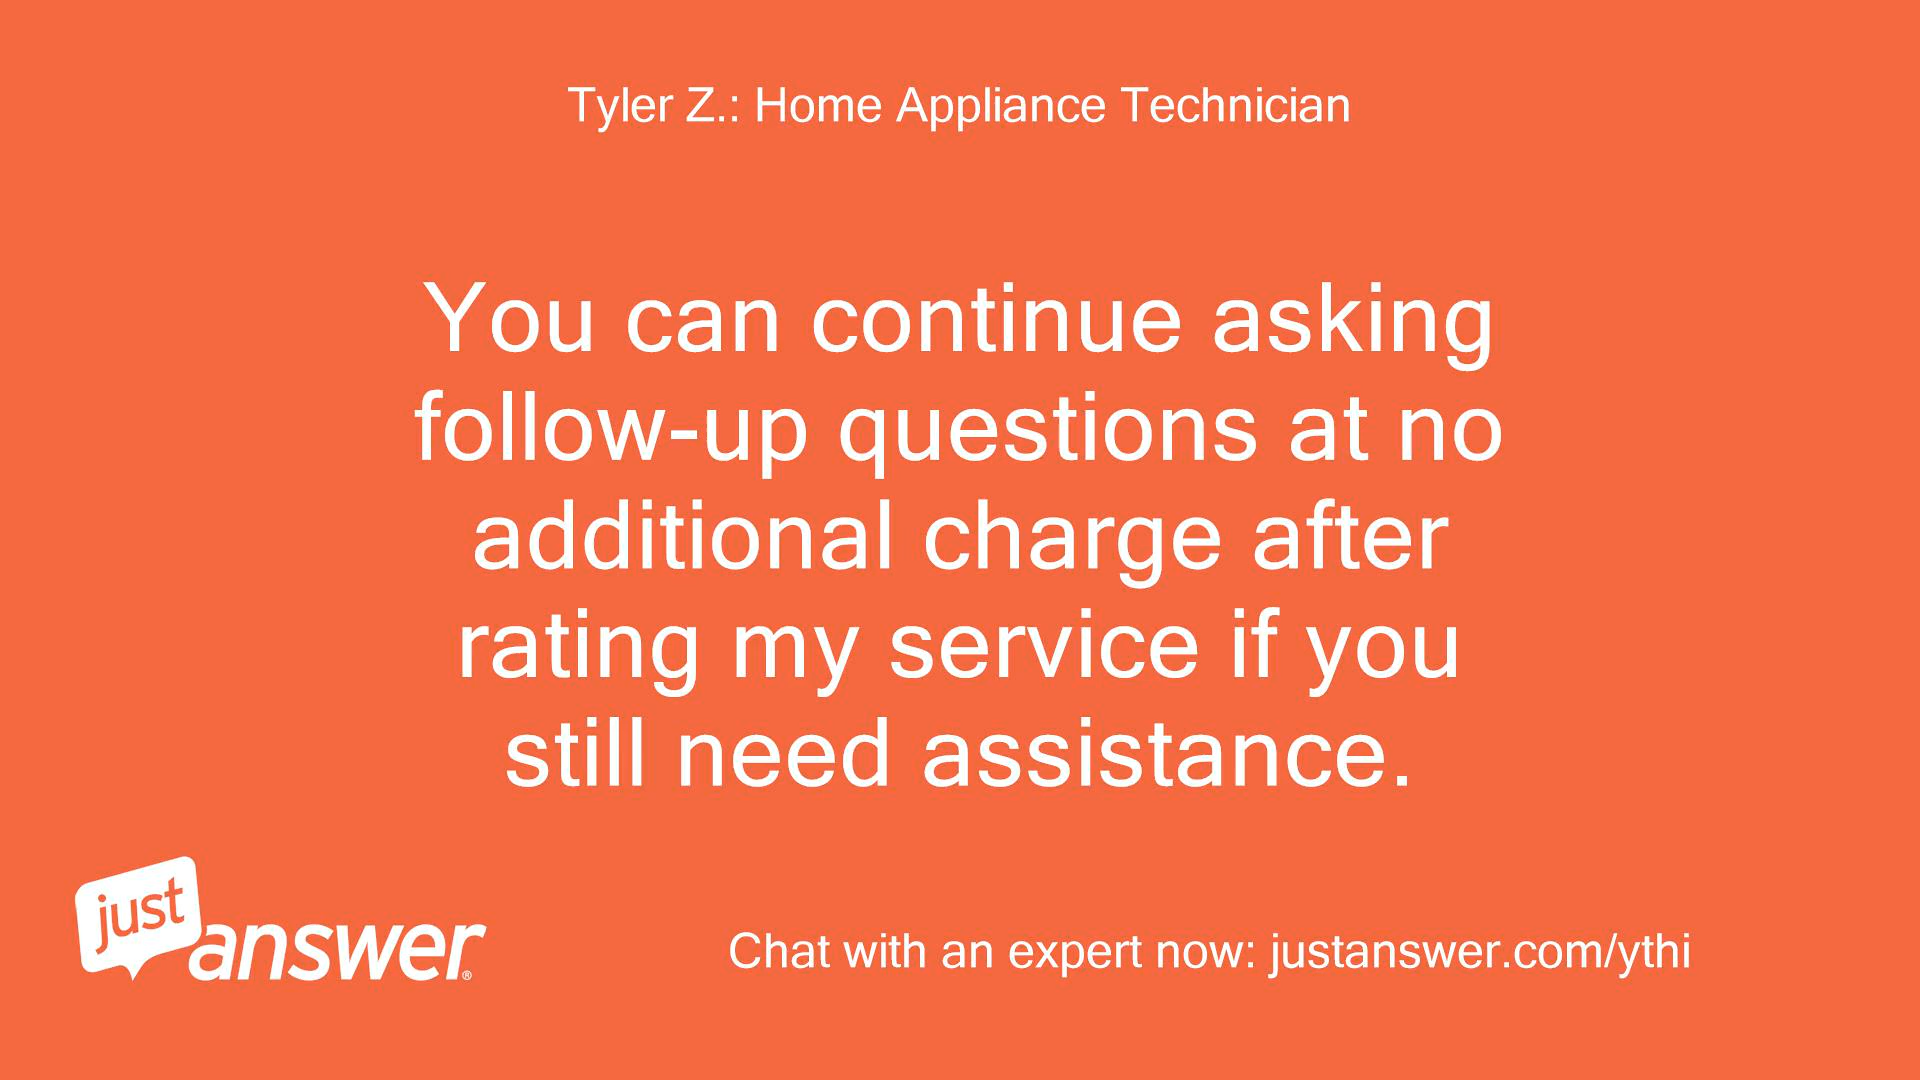 Tyler Z.: Home Appliance Technician
You can continue asking
follow-up questions at no
additional charge after
rating my service if you
still need assistance.
just
answer®
Chat with an expert now: justanswer.com/ythi